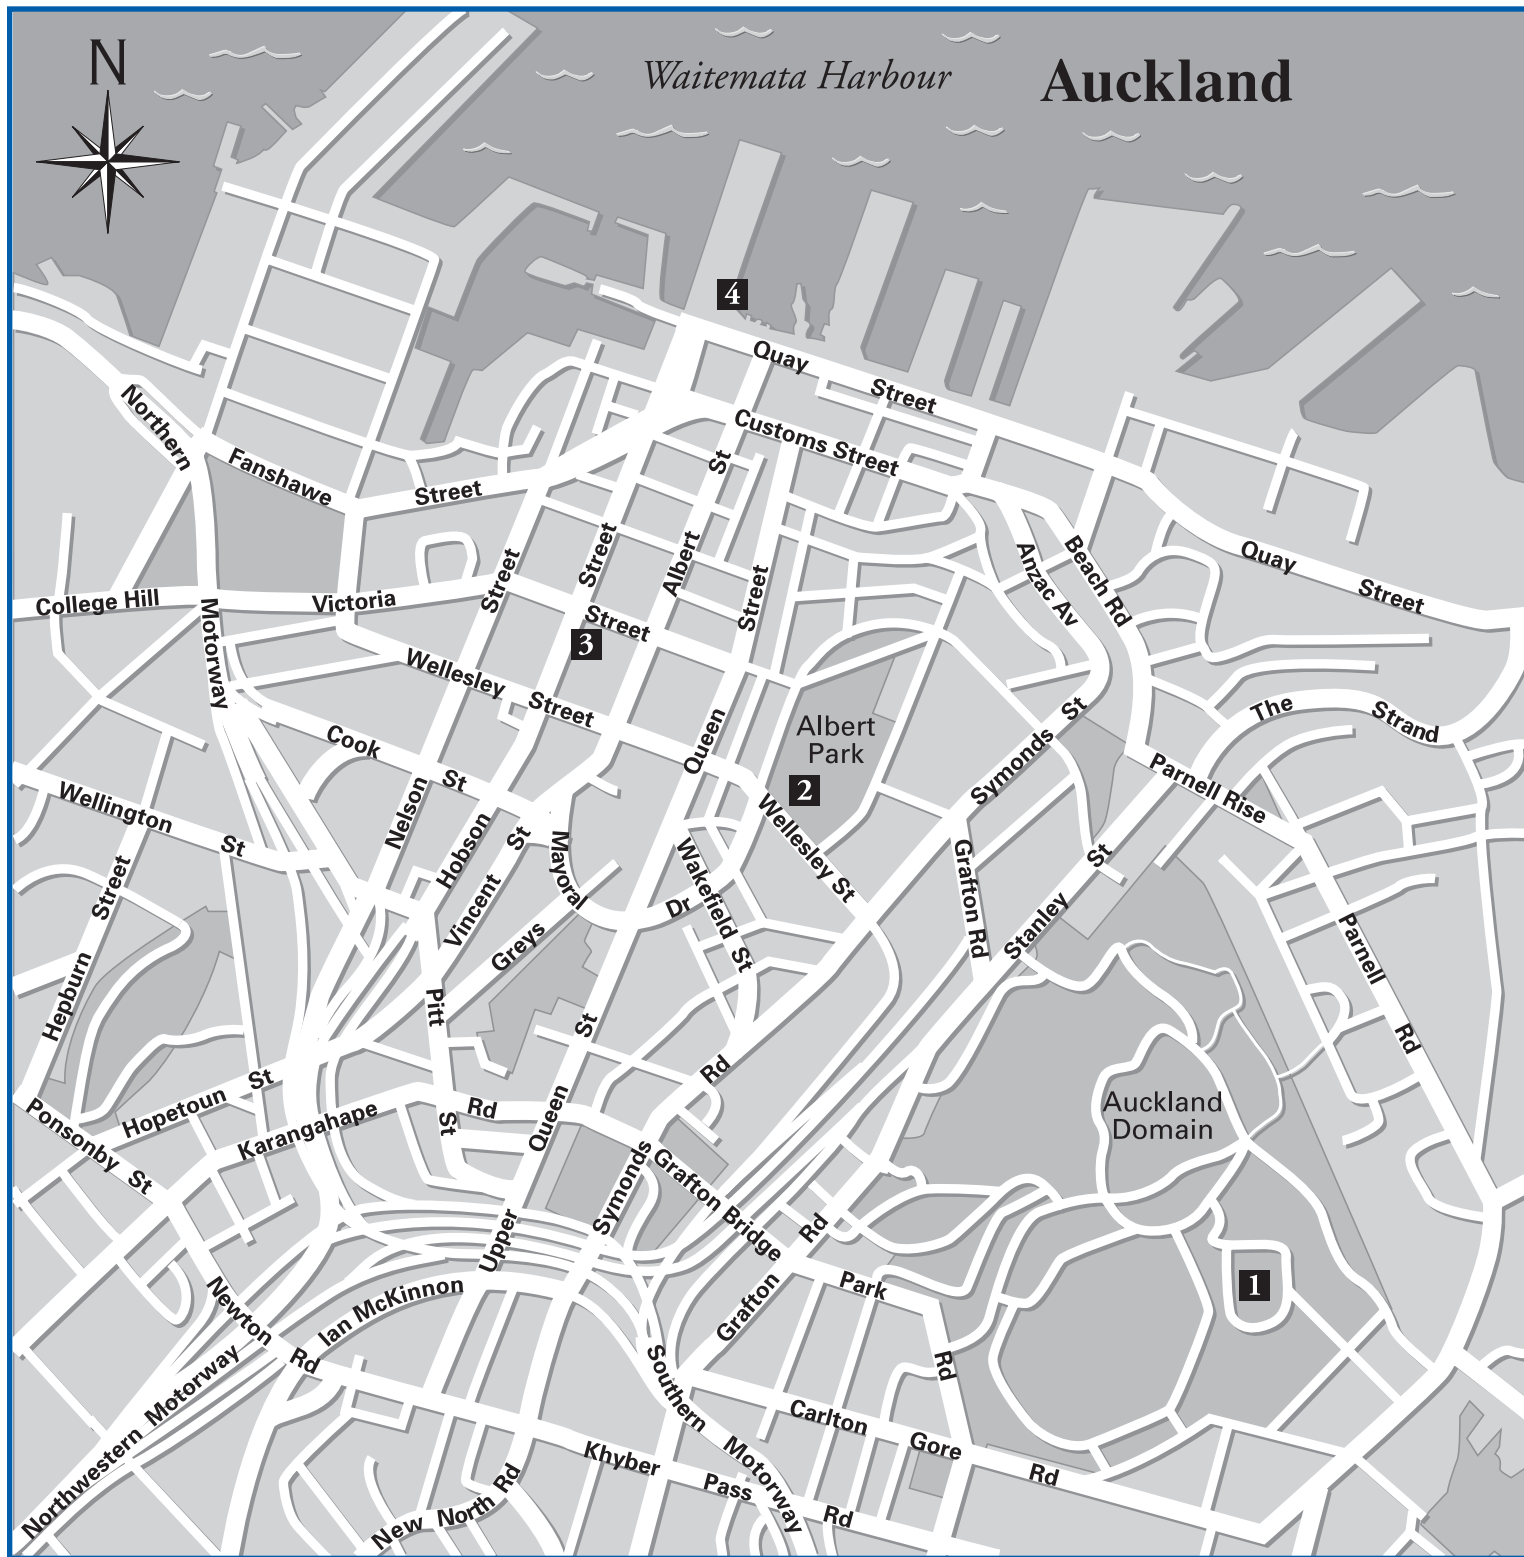 N
Waitemata Harbour
Auckland
4
Quay
Street
Customs Street
Northern
Fanshawe
Street
St
Street
Street
Albert
Street
Anzac Av
Beach Rd
Quay
Street
College Hill
Motorway
Victoria
Street
3
Wellesley
Street
Queen
Albert
Park
2
Symonds
St
The
Strand
Cook
St
Parnell Rise
Wellington
St
Nelson
Hobson
St
Vincent
Mayoral
Dr
Wakefield St
Wellesley St
Grafton Rd
St
Stanley
Hepburn
Street
Greys
Pitt
St
Parnell
Rd
Rd
St
Queen
Auckland
Domain
Hopetoun
St
Ponsonby
St
Karangahape
Rd
St
Symonds
Grafton Bridge
Upper
Rd
Grafton
Park
Rd
1
Newton
Rd
Ian McKinnon
Northwestern Motorway
Southern
Motorway
Carlton
Gore
Rd
Khyber
Pass
Rd
New North Rd